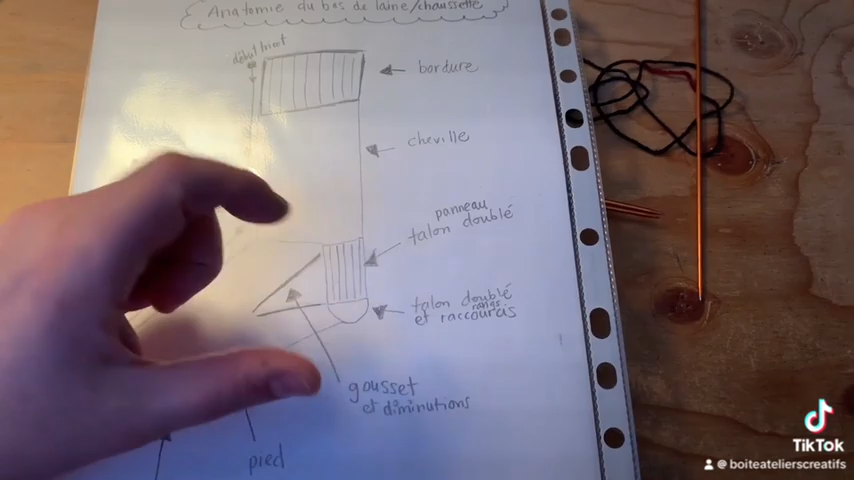 Anatomie du bas de laine/chaussette
début tricot
bordure
cheville
panneau
talon doublé
talon doublé
rangs
et raccourcis
gousset
et diminutions
pied
TikTok
@boiteatelierscreatifs